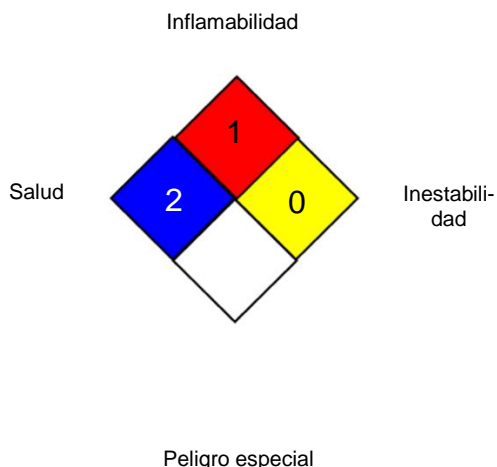 Inflamabilidad
1
Salud
2
0
Inestabili-
dad
Peligro especial